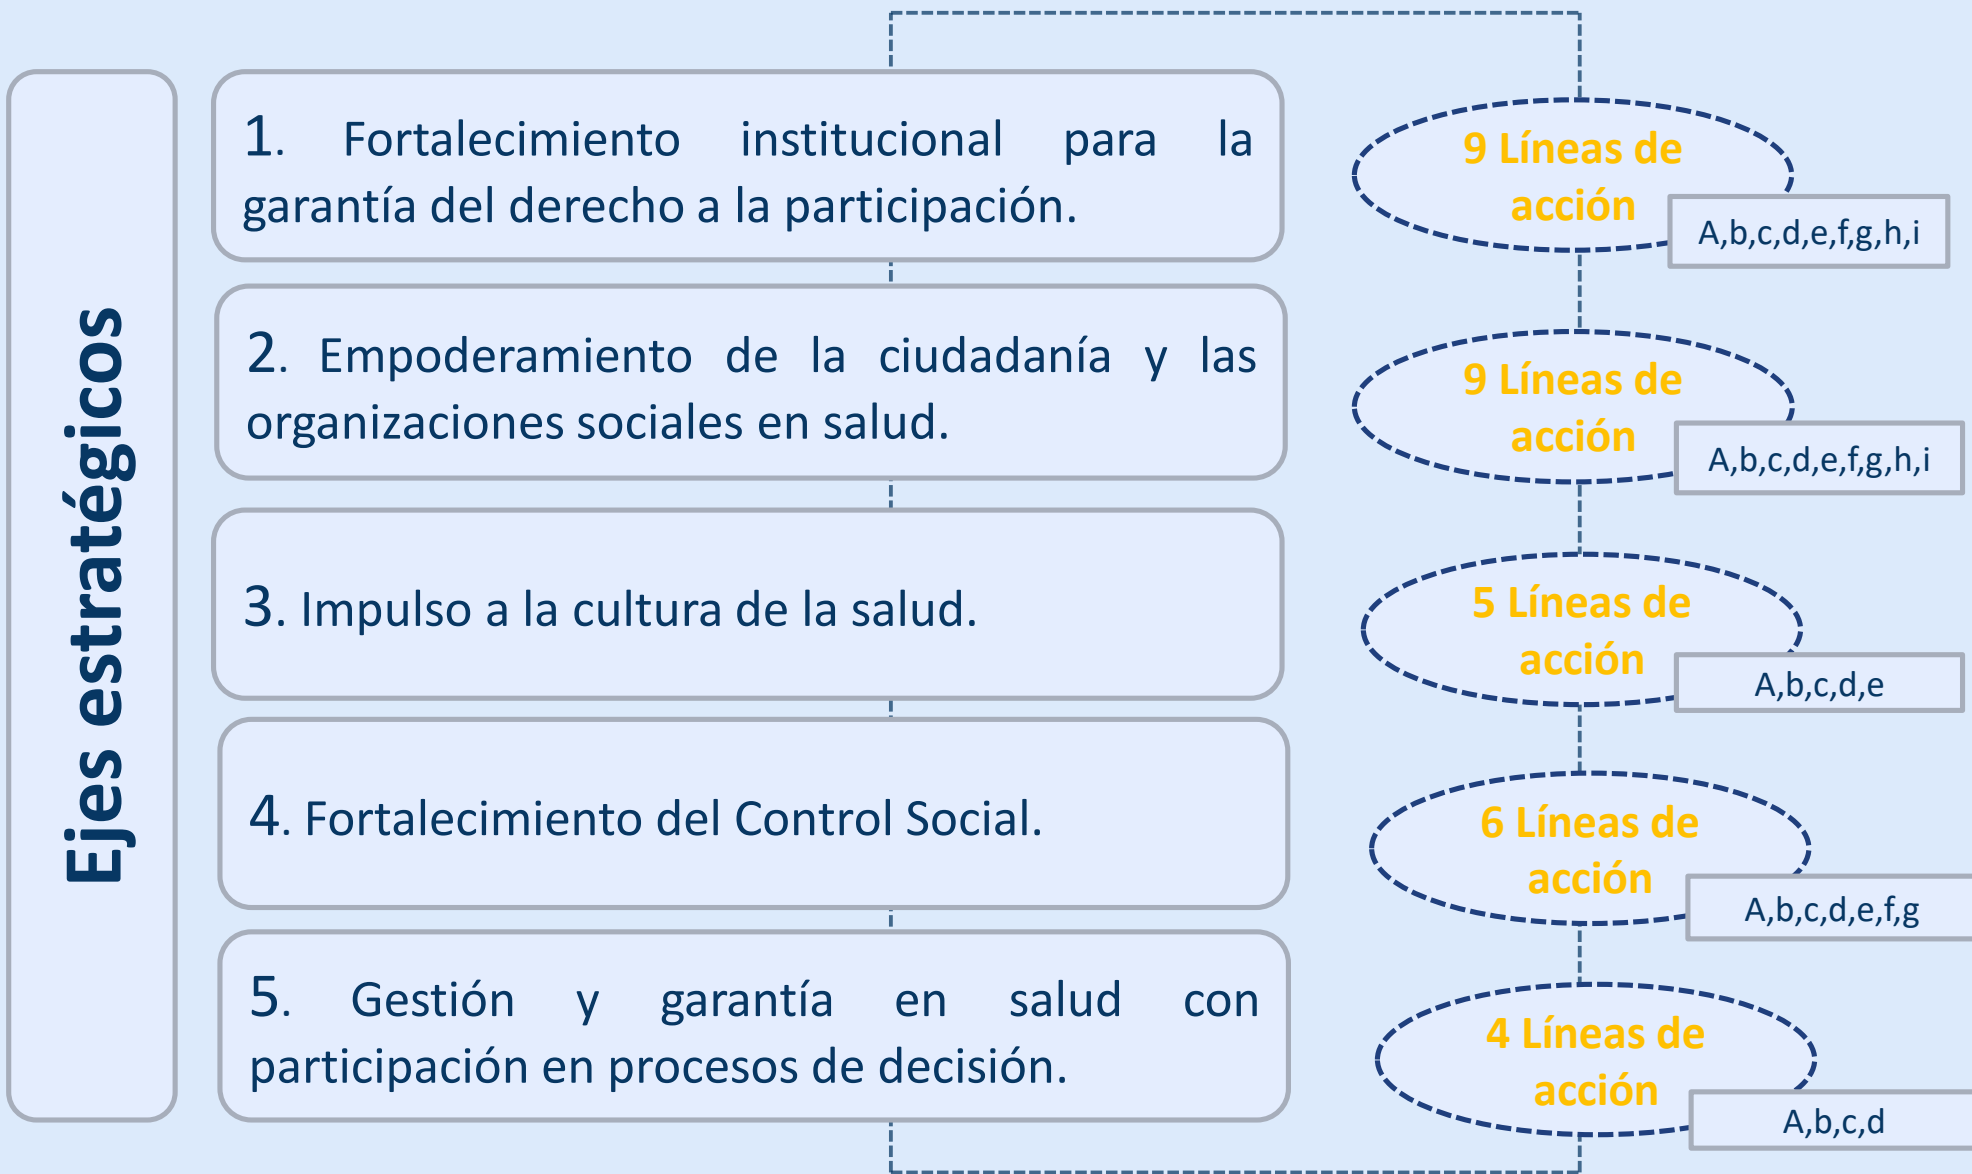 Ejes estratégicos
1. Fortalecimiento institucional para la
garantía del derecho a la participación.
9 Líneas de
acción
A,b,c,d,e,f,g,h,i
2. Empoderamiento de la ciudadanía y las
organizaciones sociales en salud.
9 Líneas de
acción
A,b,c,d,e,f,g,h,i
3. Impulso a la cultura de la salud.
5 Líneas de
acción
A,b,c,d,e
4. Fortalecimiento del Control Social.
6 Líneas de
acción
A,b,c,d,e,f,g
5. Gestión y garantía en salud con
participación en procesos de decisión.
4 Líneas de
acción
A,b,c,d